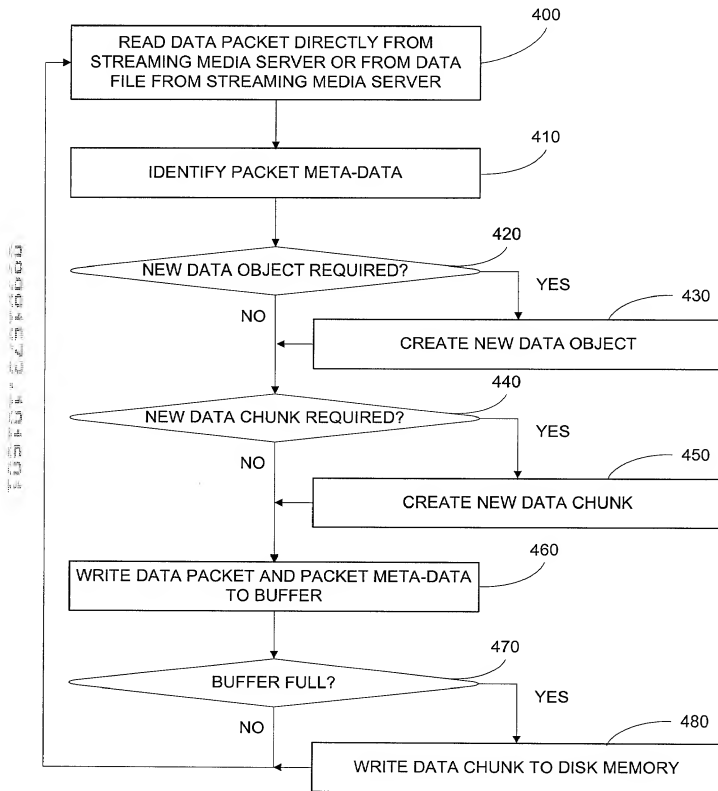 READ DATA PACKET DIRECTLY FROM
STREAMING MEDIA SERVER OR FROM DATA
FILE FROM STREAMING MEDIA SERVER
400
IDENTIFY PACKET META-DATA
410
NEW DATA OBJECT REQUIRED?
420
YES
NO
430
CREATE NEW DATA OBJECT
440
NEW DATA CHUNK REQUIRED?
YES
NO
450
CREATE NEW DATA CHUNK
460
WRITE DATA PACKET AND PACKET META-DATA
TO BUFFER
470
BUFFER FULL?
YES
NO
480
WRITE DATA CHUNK TO DISK MEMORY